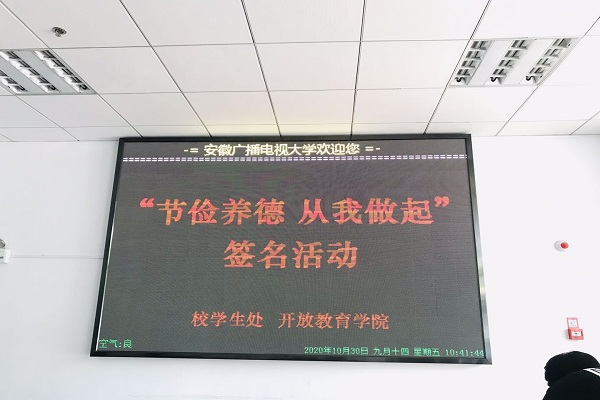 -= 安徽广播电视大学欢迎您 =-
“节俭养德 从我做起”
签名活动
校学生处 开放教育学院
空气:良
2020年10月30日 九月十四 星期五 10:41:44